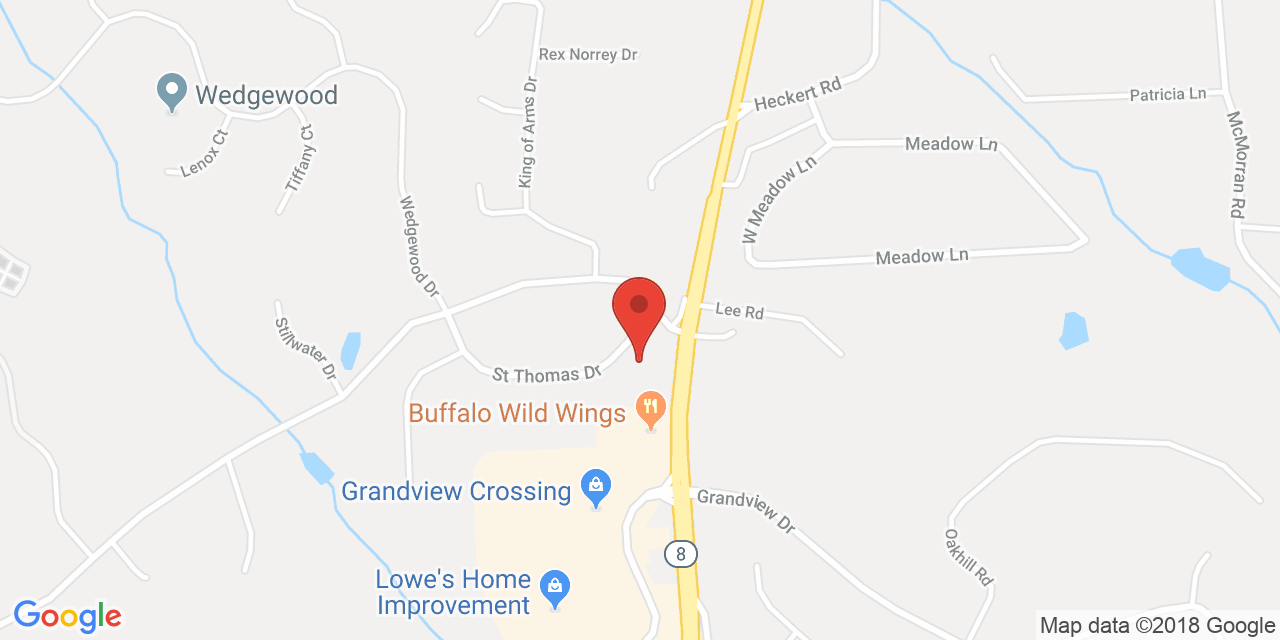 Rex Norrey Dr
Wedgewood
Heckert Rd
Patricia Ln
King of Arms Dr
Lenox Ct
Tiffany Ct
Meadow Ln
McMorran Rd
W Meadow Ln
Wedgewood Dr
Meadow Ln
Lee Rd
Stillwater Dr
St Thomas Dr
Buffalo Wild Wings
Grandview Crossing
Grandview Dr
8
Oakhill Rd
Lowe's Home
Improvement
Google
Map data ©2018 Google